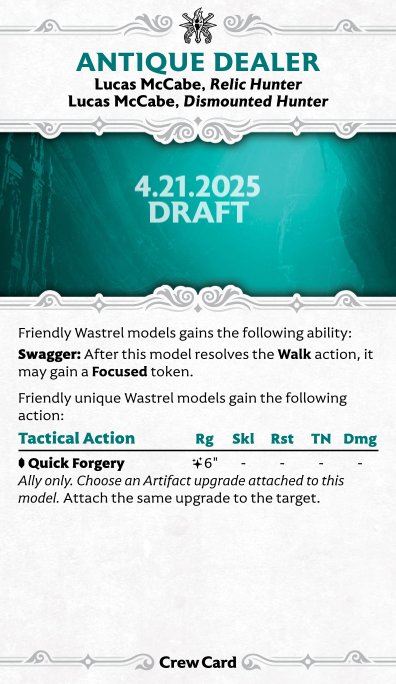 ANTIQUE DEALER
Lucas McCabe, Relic Hunter
Lucas McCabe, Dismounted Hunter
4.21.2025
DRAFT
Friendly Wastrel models gains the following ability:
Swagger: After this model resolves the Walk action, it
may gain a Focused token.
Friendly unique Wastrel models gain the following
action:
Tactical Action Rg Skl Rst TN Dmg
Quick Forgery 6" - - - -
Ally only. Choose an Artifact upgrade attached to this
model. Attach the same upgrade to the target.
Crew Card